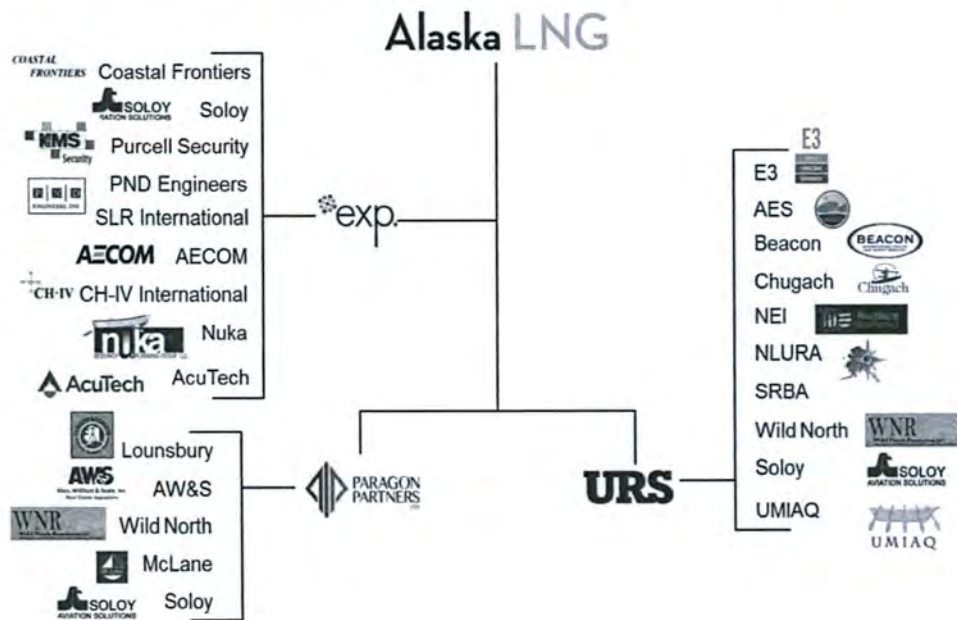 Alaska LNG
COASTAL
FRONTIERS
Coastal Frontiers
SOLOY
AVIATION SOLUTIONS
Soloy
KMS
Security
Purcell Security
PND Engineers
P N D
SLR International
AECOM
AECOM
CH·IV
CH-IV International
nuka
Nuka
AcuTech
AcuTech
exp.
Lounsbury
AW&S
AW&S
WNR
Wild North
McLane
SOLOY
AVIATION SOLUTIONS
Soloy
PARAGON
PARTNERS
URS
E3
E3
AES
Beacon
BEACON
Chugach
Chugach
NEI
NLURA
SRBA
Wild North
WNR
Soloy
SOLOY
AVIATION SOLUTIONS
UMIAQ
UMIAQ